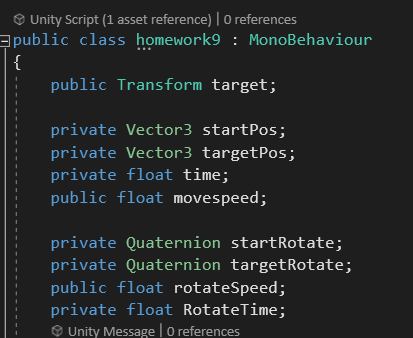 Unity Script (1 asset reference) | 0 references
public class homework9 : MonoBehaviour
{
public Transform target;
private Vector3 startPos;
private Vector3 targetPos;
private float time;
public float movespeed;
private Quaternion startRotate;
private Quaternion targetRotate;
public float rotateSpeed;
private float RotateTime;
Unity Message | 0 references